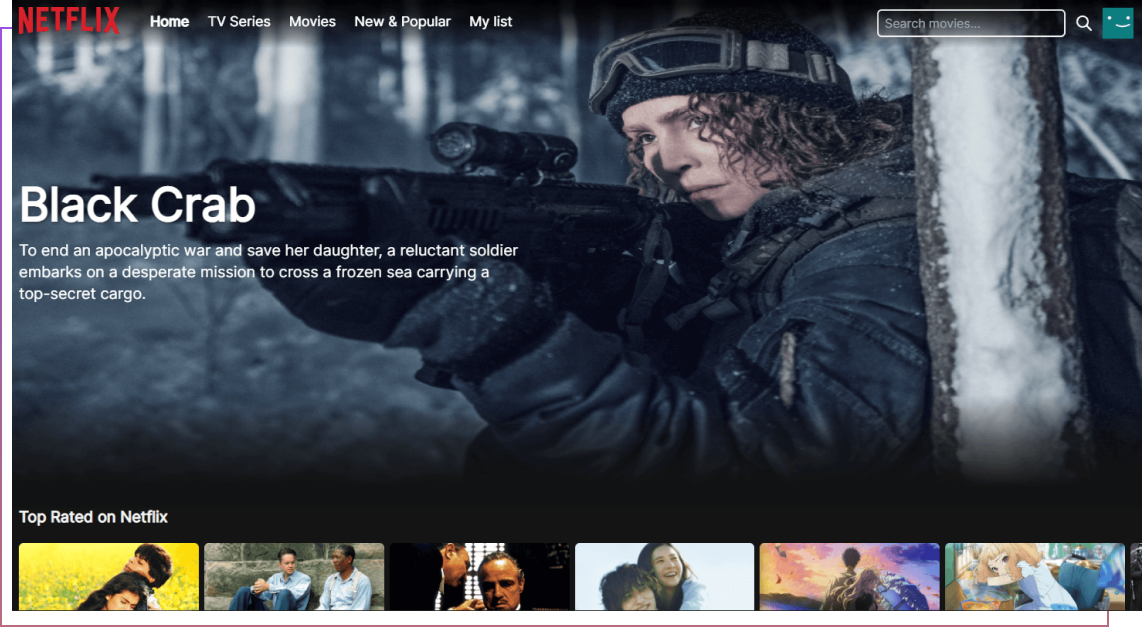 NETFLIX Home TV Series Movies New & Popular My list Search movies...
Black Crab
To end an apocalyptic war and save her daughter, a reluctant soldier
embarks on a desperate mission to cross a frozen sea carrying a
top-secret cargo.
Top Rated on Netflix